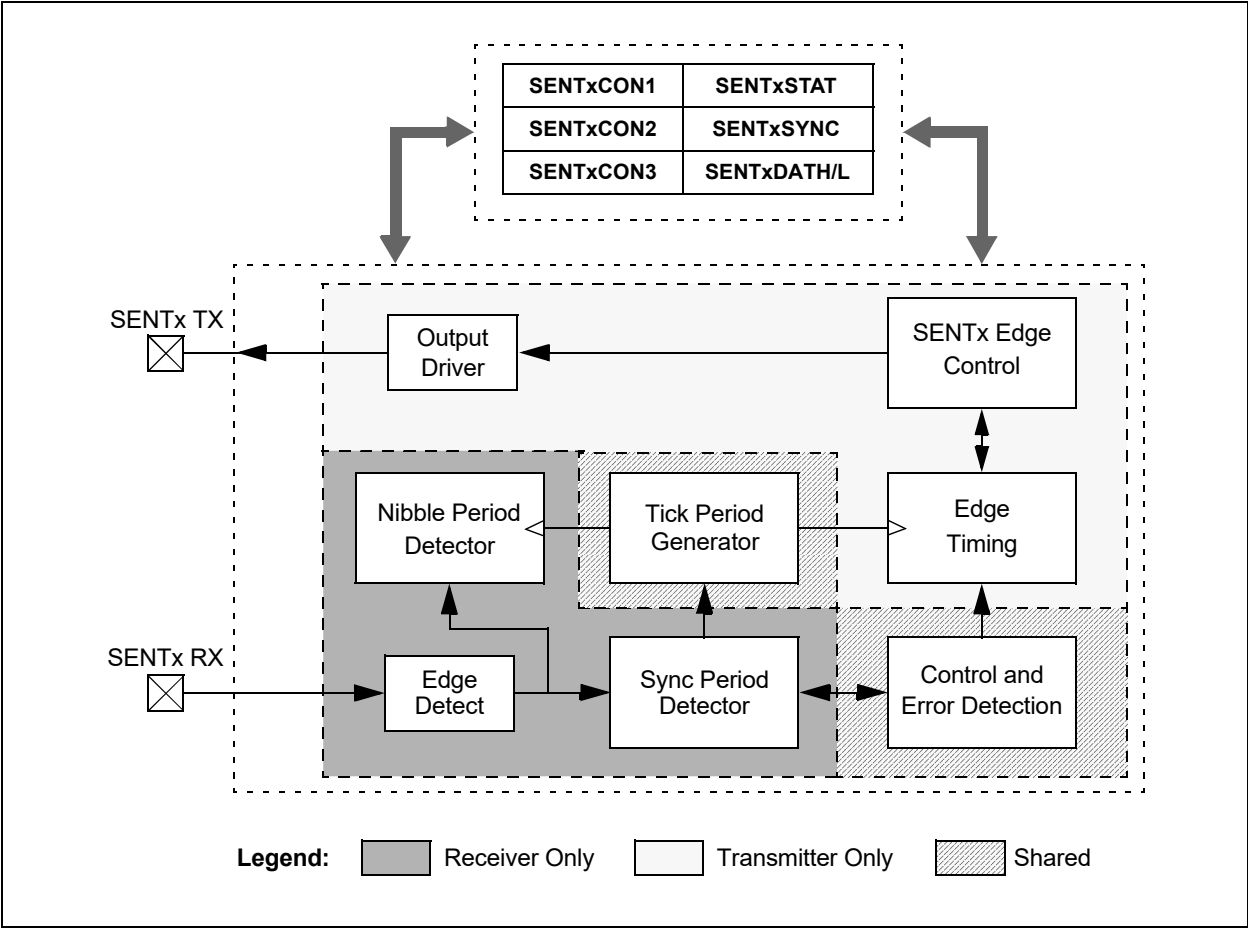 SENTxCON1 SENTxSTAT
SENTxCON2 SENTxSYNC
SENTxCON3 SENTxDATH/L
SENTx TX
Output
Driver
SENTx Edge
Control
Nibble Period
Detector
Tick Period
Generator
Edge
Timing
SENTx RX
Edge
Detect
Sync Period
Detector
Control and
Error Detection
Legend: Receiver Only Transmitter Only Shared